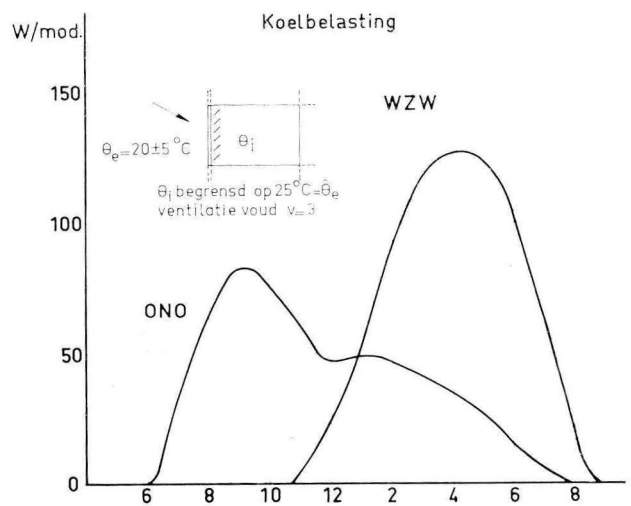 Koelbelasting
W/mod.
150
100
50
0
WZW
ONO
θe=20±5°C
θi
θi begrensd op 25°C=θ̂e
ventilatie voud v=3
6 8 10 12 2 4 6 8